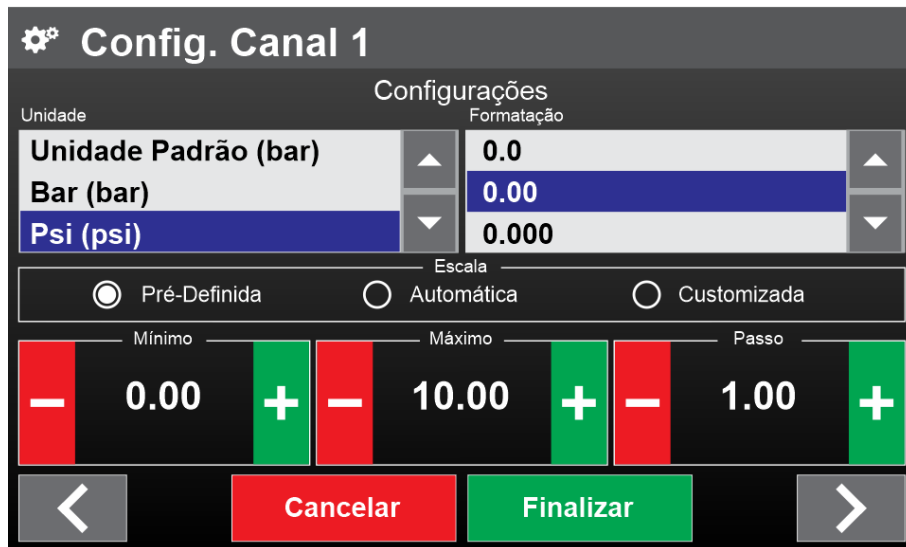 Config. Canal 1
Configurações
Unidade
Formatação
Unidade Padrão (bar)
Bar (bar)
Psi (psi)
0.0
0.00
0.000
Escala
Pré-Definida
Automática
Customizada
Mínimo
Máximo
Passo
0.00
10.00
1.00
Cancelar
Finalizar